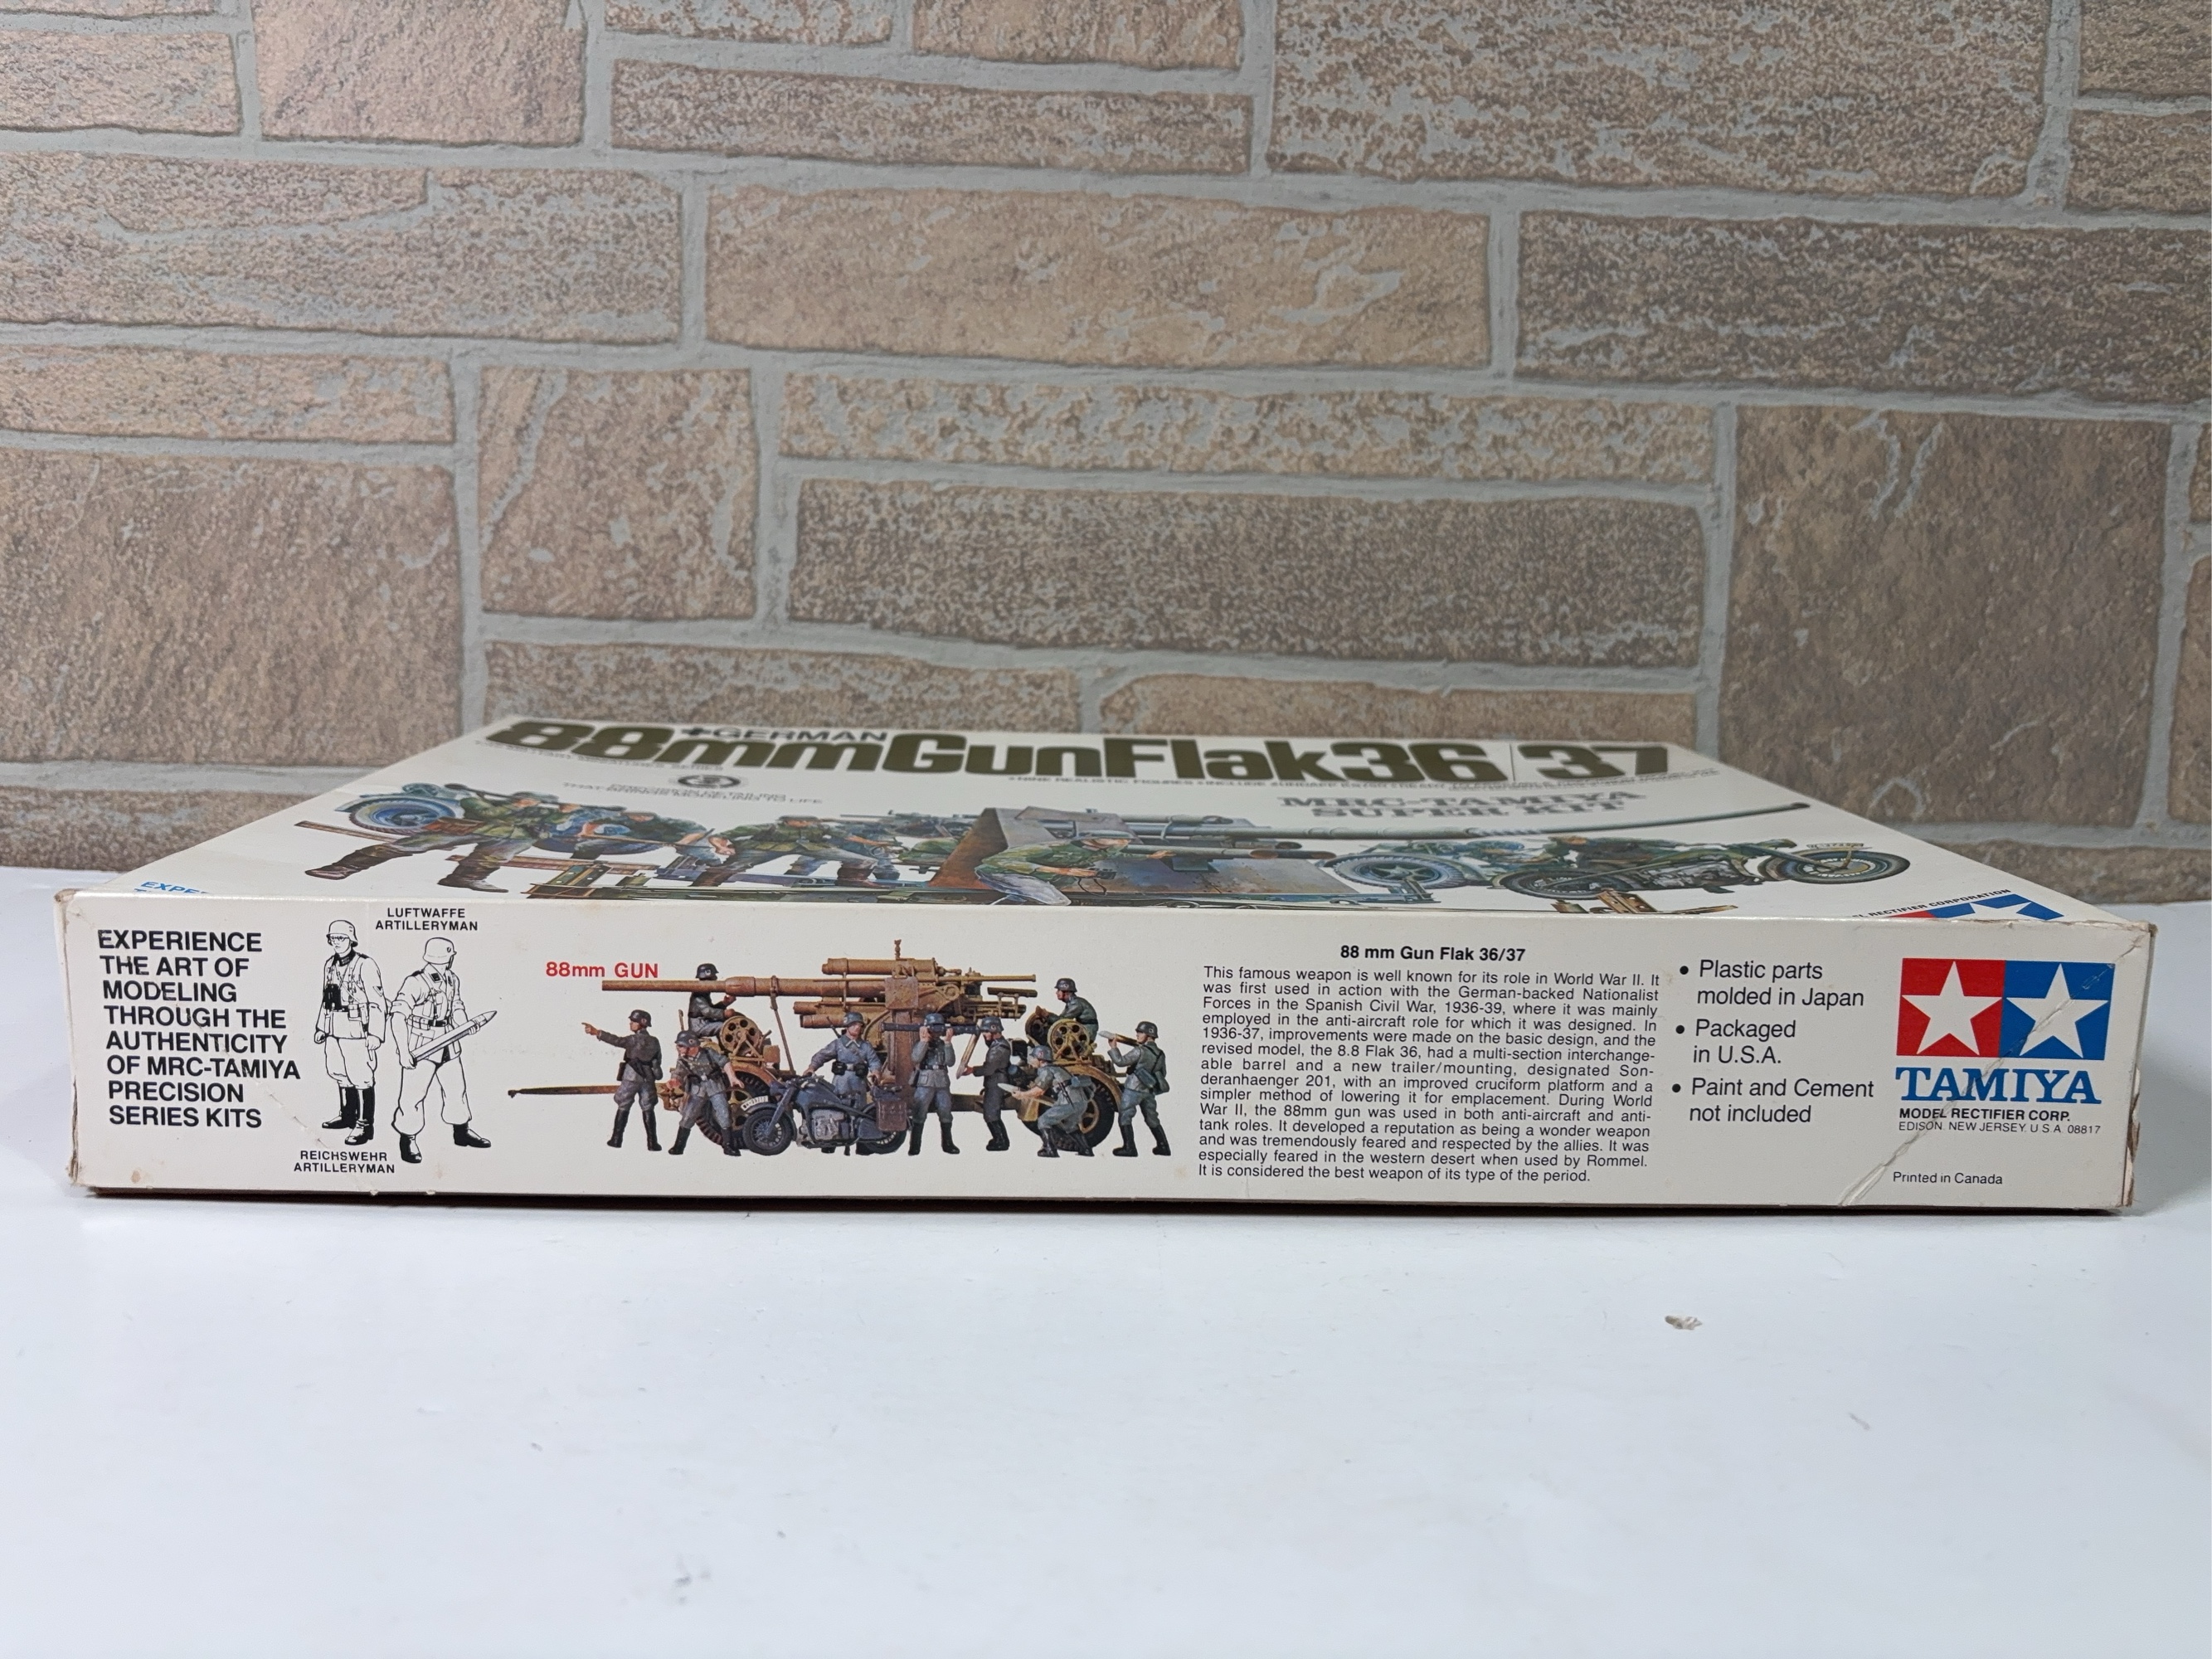 GERMAN
88mmGunFlak36/37
MRC-TAMIYA
SUPER KIT
EXPERIENCE
THE ART OF
MODELING
THROUGH THE
AUTHENTICITY
OF MRC-TAMIYA
PRECISION
SERIES KITS
LUFTWAFFE
ARTILLERYMAN
REICHSWEHR
ARTILLERYMAN
88mm GUN
88 mm Gun Flak 36/37
This famous weapon is well known for its role in World War II. It
was first used in action with the German-backed Nationalist
Forces in the Spanish Civil War, 1936-39, where it was mainly
employed in the anti-aircraft role for which it was designed. In
1936-37, improvements were made on the basic design, and the
revised model, the 8.8 Flak 36, had a multi-section interchange-
able barrel and a new trailer/mounting, designated Son-
deranhaenger 201, with an improved cruciform platform and a
simpler method of lowering it for emplacement. During World
War II, the 88mm gun was used in both anti-aircraft and anti-
tank roles. It developed a reputation as being a wonder weapon
and was tremendously feared and respected by the allies. It was
especially feared in the western desert when used by Rommel.
It is considered the best weapon of its type of the period.
• Plastic parts
molded in Japan
• Packaged
in U.S.A.
• Paint and Cement
not included
TAMIYA
MODEL RECTIFIER CORP.
EDISON, NEW JERSEY, U.S.A. 08817
Printed in Canada